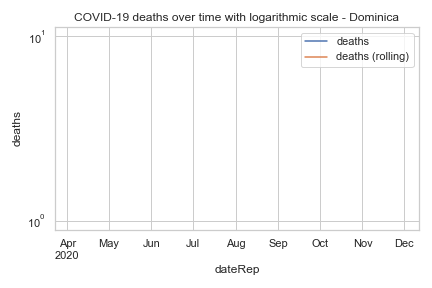 COVID-19 deaths over time with logarithmic scale - Dominica
10¹
deaths
deaths (rolling)
deaths
10⁰
Apr May Jun Jul Aug Sep Oct Nov Dec
2020
dateRep